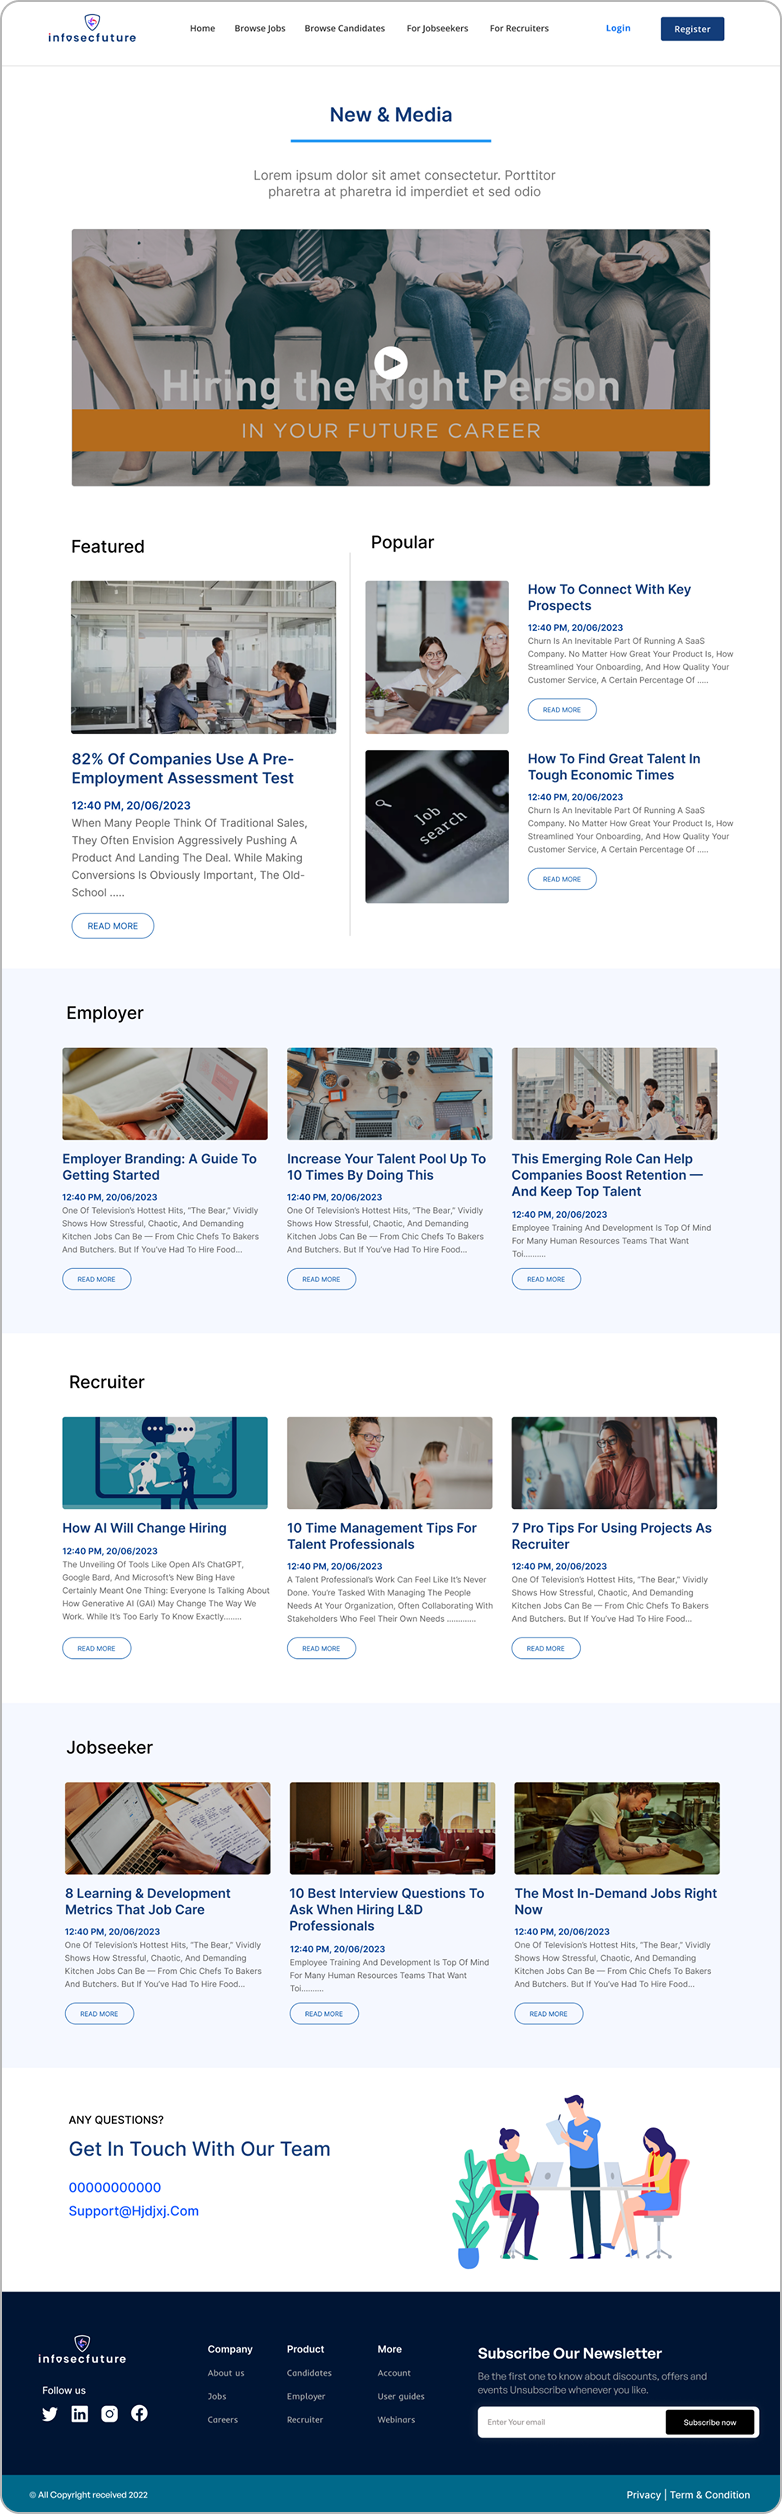 infosecfuture
Home
Browse Jobs
Browse Candidates
For Jobseekers
For Recruiters
Login
Register
New & Media
Lorem ipsum dolor sit amet consectetur. Porttitor
pharetra at pharetra id imperdiet et sed odio
Hiring the Right Person
IN YOUR FUTURE CAREER
Featured
82% Of Companies Use A Pre-
Employment Assessment Test
12:40 PM, 20/06/2023
When Many People Think Of Traditional Sales,
They Often Envision Aggressively Pushing A
Product And Landing The Deal. While Making
Conversions Is Obviously Important, The Old-
School .....
READ MORE
Popular
How To Connect With Key
Prospects
12:40 PM, 20/06/2023
Churn Is An Inevitable Part Of Running A SaaS
Company. No Matter How Great Your Product Is, How
Streamlined Your Onboarding, And How Quality Your
Customer Service, A Certain Percentage Of .....
READ MORE
Job
search
How To Find Great Talent In
Tough Economic Times
12:40 PM, 20/06/2023
Churn Is An Inevitable Part Of Running A SaaS
Company. No Matter How Great Your Product Is, How
Streamlined Your Onboarding, And How Quality Your
Customer Service, A Certain Percentage Of .....
READ MORE
Employer
Employer Branding: A Guide To
Getting Started
12:40 PM, 20/06/2023
One Of Television's Hottest Hits, "The Bear," Vividly
Shows How Stressful, Chaotic, And Demanding
Kitchen Jobs Can Be — From Chic Chefs To Bakers
And Butchers. But If You've Had To Hire Food...
READ MORE
Increase Your Talent Pool Up To
10 Times By Doing This
12:40 PM, 20/06/2023
One Of Television's Hottest Hits, "The Bear," Vividly
Shows How Stressful, Chaotic, And Demanding
Kitchen Jobs Can Be — From Chic Chefs To Bakers
And Butchers. But If You've Had To Hire Food...
READ MORE
This Emerging Role Can Help
Companies Boost Retention —
And Keep Top Talent
12:40 PM, 20/06/2023
Employee Training And Development Is Top Of Mind
For Many Human Resources Teams That Want
Toi..........
READ MORE
Recruiter
How AI Will Change Hiring
12:40 PM, 20/06/2023
The Unveiling Of Tools Like Open AI's ChatGPT,
Google Bard, And Microsoft's New Bing Have
Certainly Meant One Thing: Everyone Is Talking About
How Generative AI (GAI) May Change The Way We
Work. While It's Too Early To Know Exactly........
READ MORE
10 Time Management Tips For
Talent Professionals
12:40 PM, 20/06/2023
A Talent Professional's Work Can Feel Like It's Never
Done. You're Tasked With Managing The People
Needs At Your Organization, Often Collaborating With
Stakeholders Who Feel Their Own Needs .............
READ MORE
7 Pro Tips For Using Projects As
Recruiter
12:40 PM, 20/06/2023
One Of Television's Hottest Hits, "The Bear," Vividly
Shows How Stressful, Chaotic, And Demanding
Kitchen Jobs Can Be — From Chic Chefs To Bakers
And Butchers. But If You've Had To Hire Food...
READ MORE
Jobseeker
8 Learning & Development
Metrics That Job Care
12:40 PM, 20/06/2023
One Of Television's Hottest Hits, "The Bear," Vividly
Shows How Stressful, Chaotic, And Demanding
Kitchen Jobs Can Be — From Chic Chefs To Bakers
And Butchers. But If You've Had To Hire Food...
READ MORE
10 Best Interview Questions To
Ask When Hiring L&D
Professionals
12:40 PM, 20/06/2023
Employee Training And Development Is Top Of Mind
For Many Human Resources Teams That Want
Toi..........
READ MORE
The Most In-Demand Jobs Right
Now
12:40 PM, 20/06/2023
One Of Television's Hottest Hits, "The Bear," Vividly
Shows How Stressful, Chaotic, And Demanding
Kitchen Jobs Can Be — From Chic Chefs To Bakers
And Butchers. But If You've Had To Hire Food...
READ MORE
ANY QUESTIONS?
Get In Touch With Our Team
00000000000
Support@Hjdjxj.Com
infosecfuture
Follow us
Company
About us
Jobs
Careers
Product
Candidates
Employer
Recruiter
More
Account
User guides
Webinars
Subscribe Our Newsletter
Be the first one to know about discounts, offers and
events Unsubscribe whenever you like.
Enter Your email
Subscribe now
© All Copyright received 2022
Privacy | Term & Condition